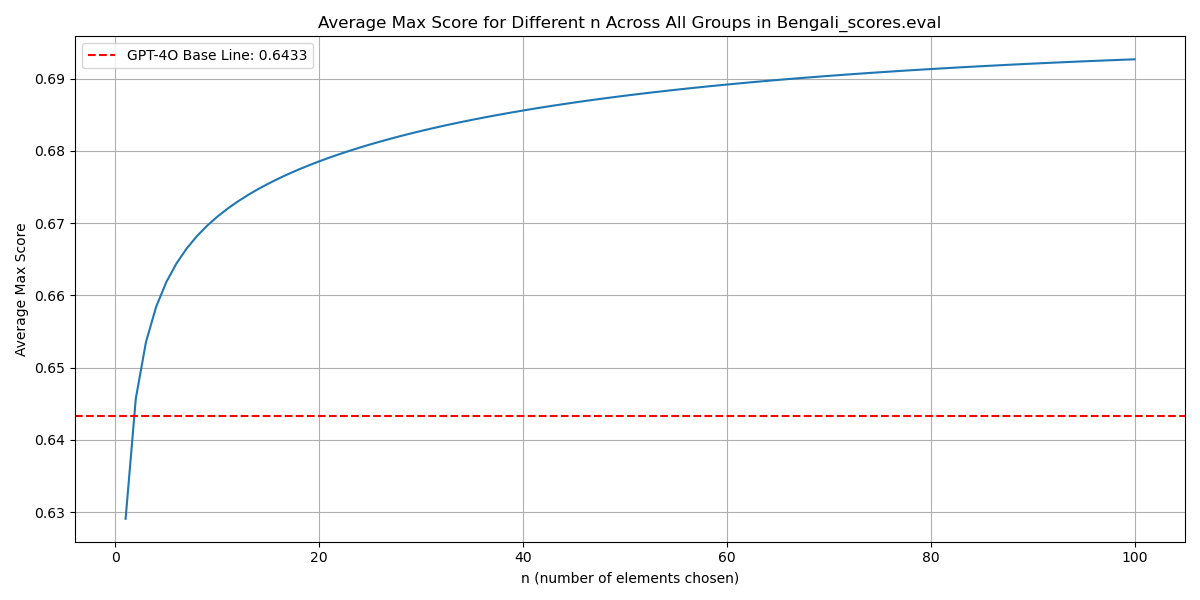 Average Max Score for Different n Across All Groups in Bengali_scores.eval
GPT-4O Base Line: 0.6433
Average Max Score
0.69
0.68
0.67
0.66
0.65
0.64
0.63
0 20 40 60 80 100
n (number of elements chosen)